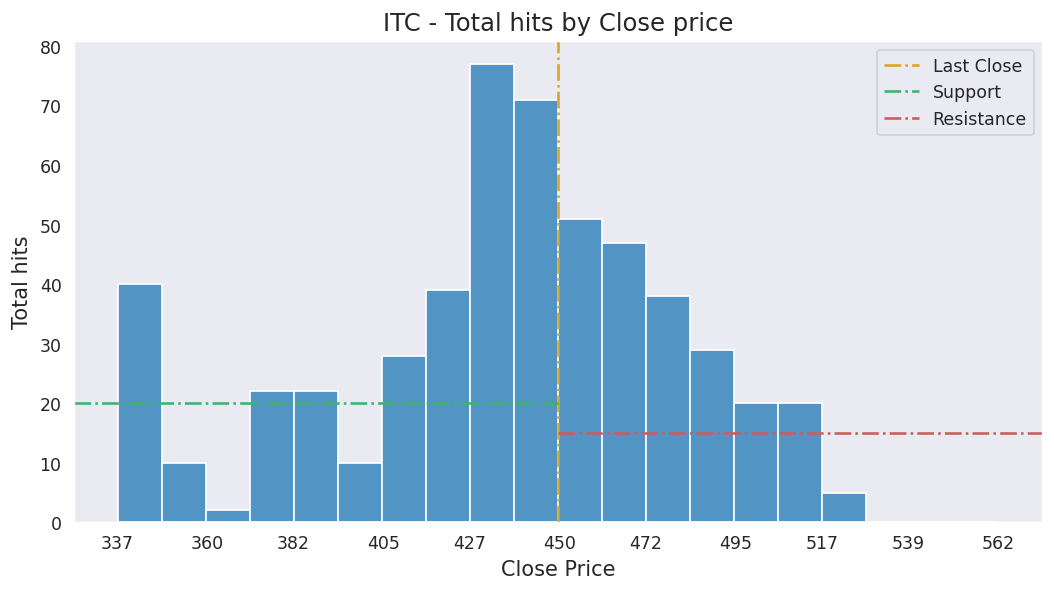 ITC - Total hits by Close price
Last Close
Support
Resistance
Total hits
80
70
60
50
40
30
20
10
0
337 360 382 405 427 450 472 495 517 539 562
Close Price